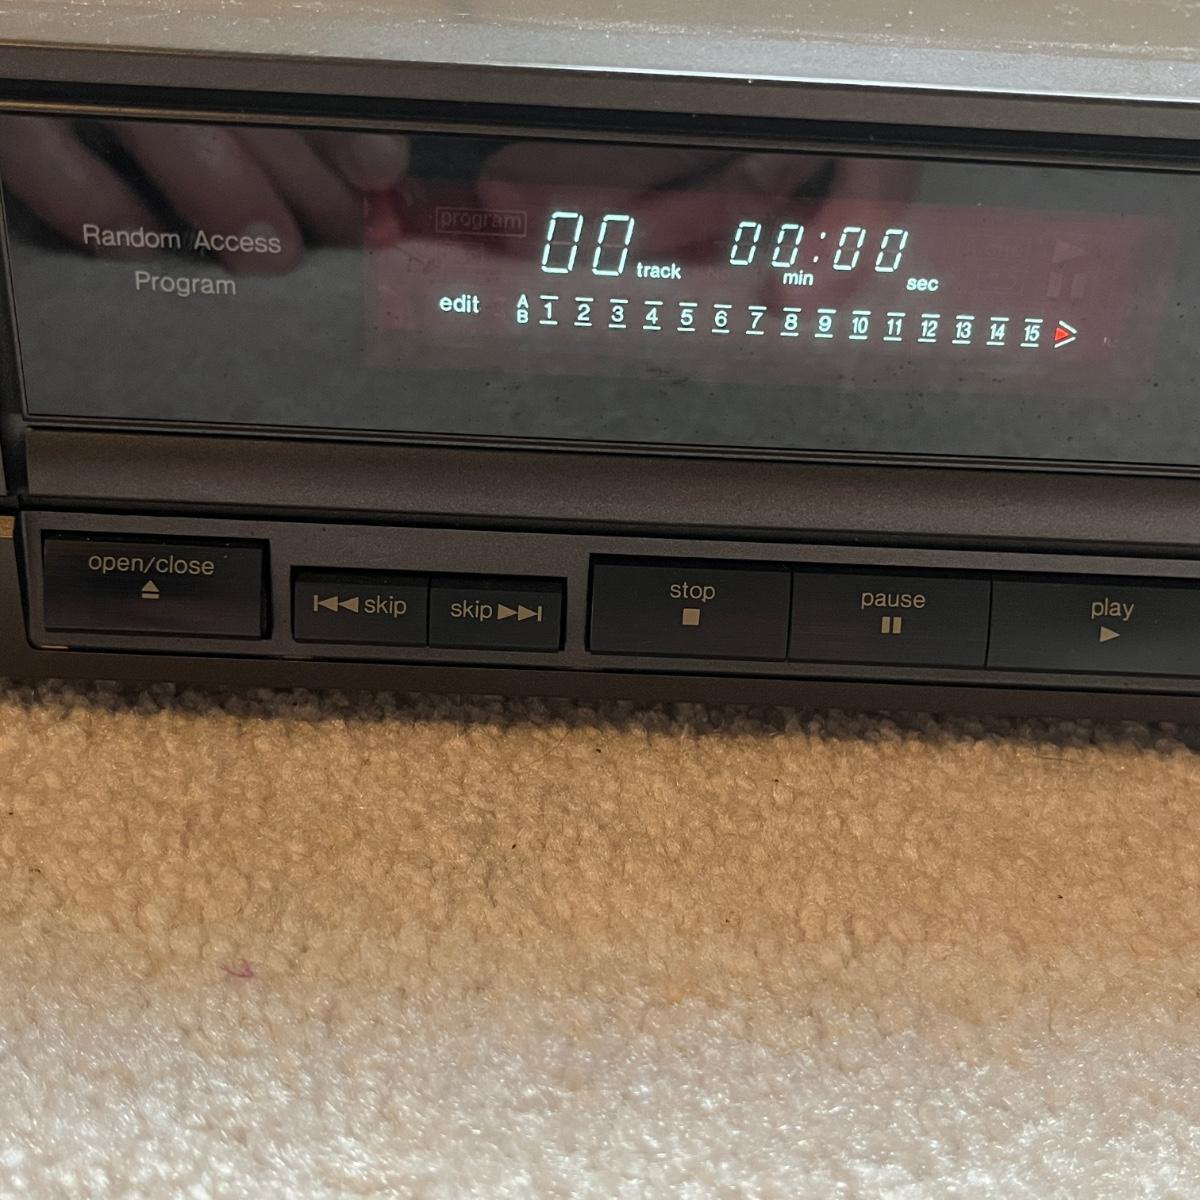 Random Access
Program
program
00 track 00:00 min sec
edit A B 1 2 3 4 5 6 7 8 9 10 11 12 13 14 15
open/close
skip
skip
stop
pause
play